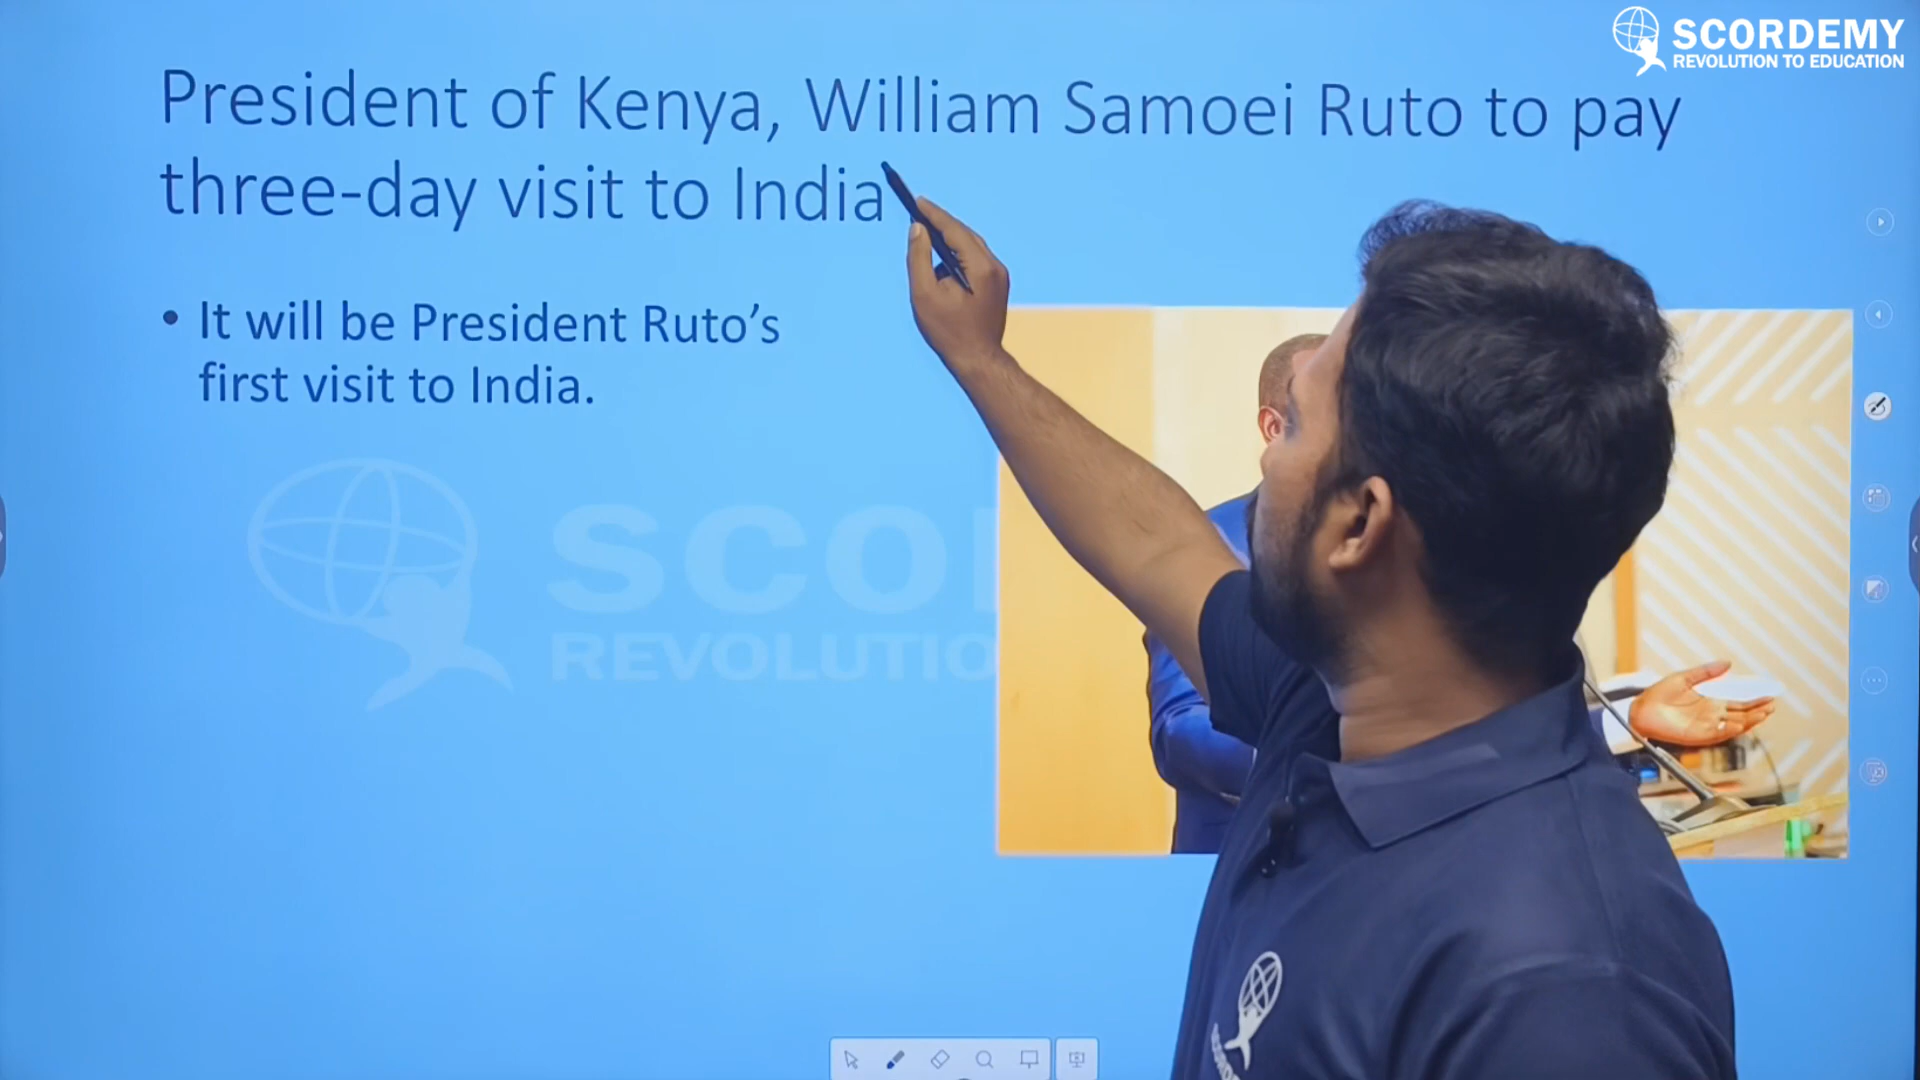 SCORDEMY
REVOLUTION TO EDUCATION
President of Kenya, William Samoei Ruto to pay
three-day visit to India
• It will be President Ruto's
first visit to India.